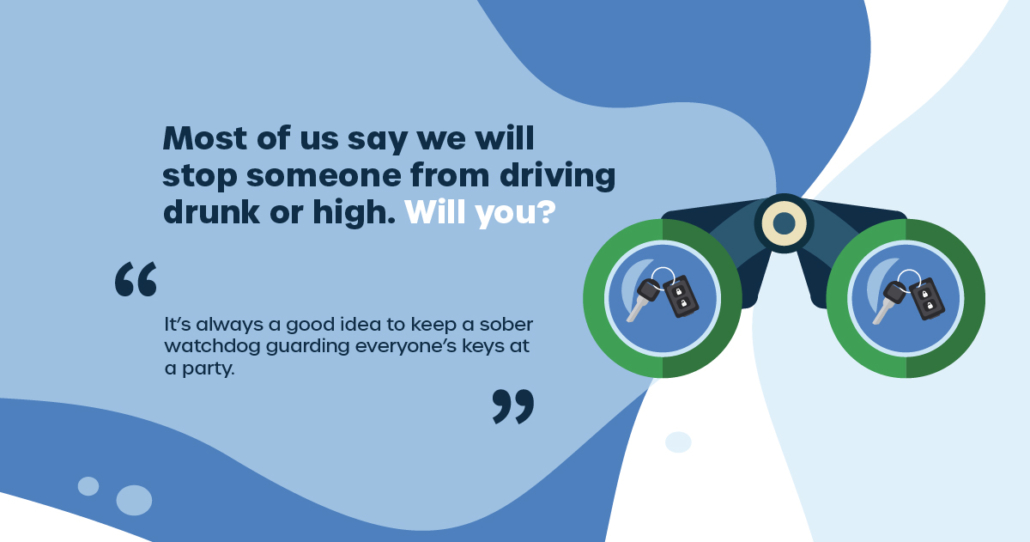 Most of us say we will
stop someone from driving
drunk or high. Will you?
“
It’s always a good idea to keep a sober
watchdog guarding everyone’s keys at
a party.
”